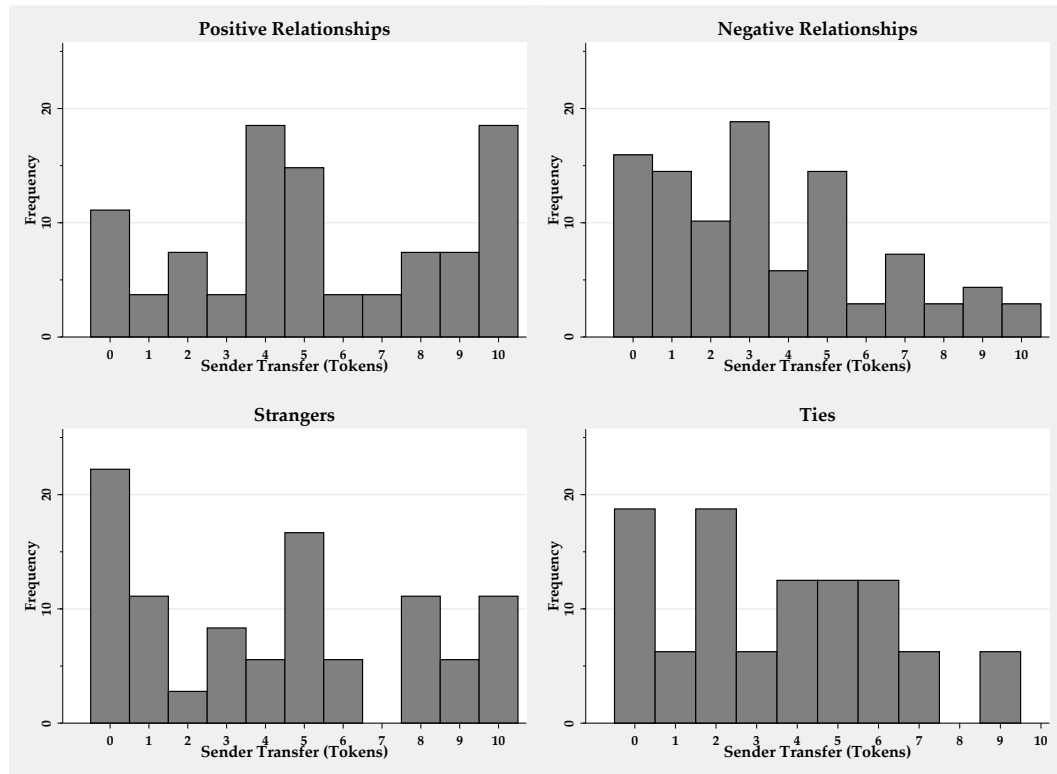 Positive Relationships
Frequency
20
10
0
0 1 2 3 4 5 6 7 8 9 10
Sender Transfer (Tokens)
Negative Relationships
Frequency
20
10
0
0 1 2 3 4 5 6 7 8 9 10
Sender Transfer (Tokens)
Strangers
Frequency
20
10
0
0 1 2 3 4 5 6 7 8 9 10
Sender Transfer (Tokens)
Ties
Frequency
20
10
0
0 1 2 3 4 5 6 7 8 9 10
Sender Transfer (Tokens)